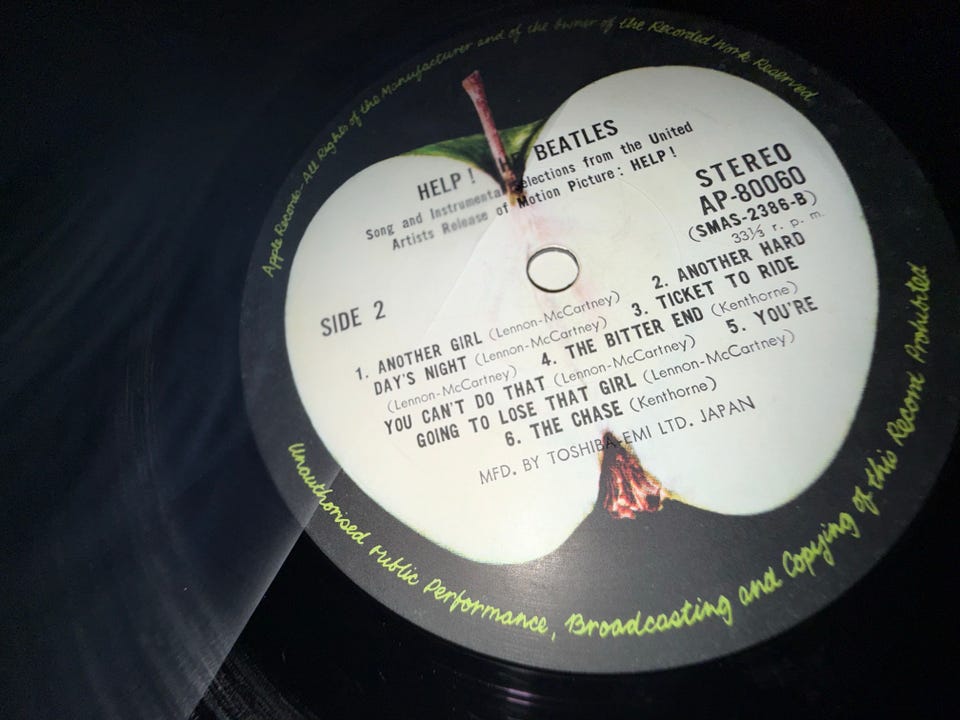 Apple Records-All Rights of the Manufacturer and of the Owner of the Recorded Work Reserved
HELP! THE BEATLES
Song and Instrumental Selections from the United
Artists Release of Motion Picture: HELP!
STEREO
AP-80060
(SMAS-2386-B)
33⅓ r. p. m.
SIDE 2
1. ANOTHER GIRL (Lennon-McCartney) 2. ANOTHER HARD
DAY'S NIGHT (Lennon-McCartney) 3. TICKET TO RIDE
(Lennon-McCartney) 4. THE BITTER END (Kenthorne)
YOU CAN'T DO THAT (Lennon-McCartney) 5. YOU'RE
GOING TO LOSE THAT GIRL (Lennon-McCartney)
6. THE CHASE (Kenthorne)
MFD. BY TOSHIBA-EMI LTD. JAPAN
Unauthorised Public Performance, Broadcasting and Copying of this Record Prohibited